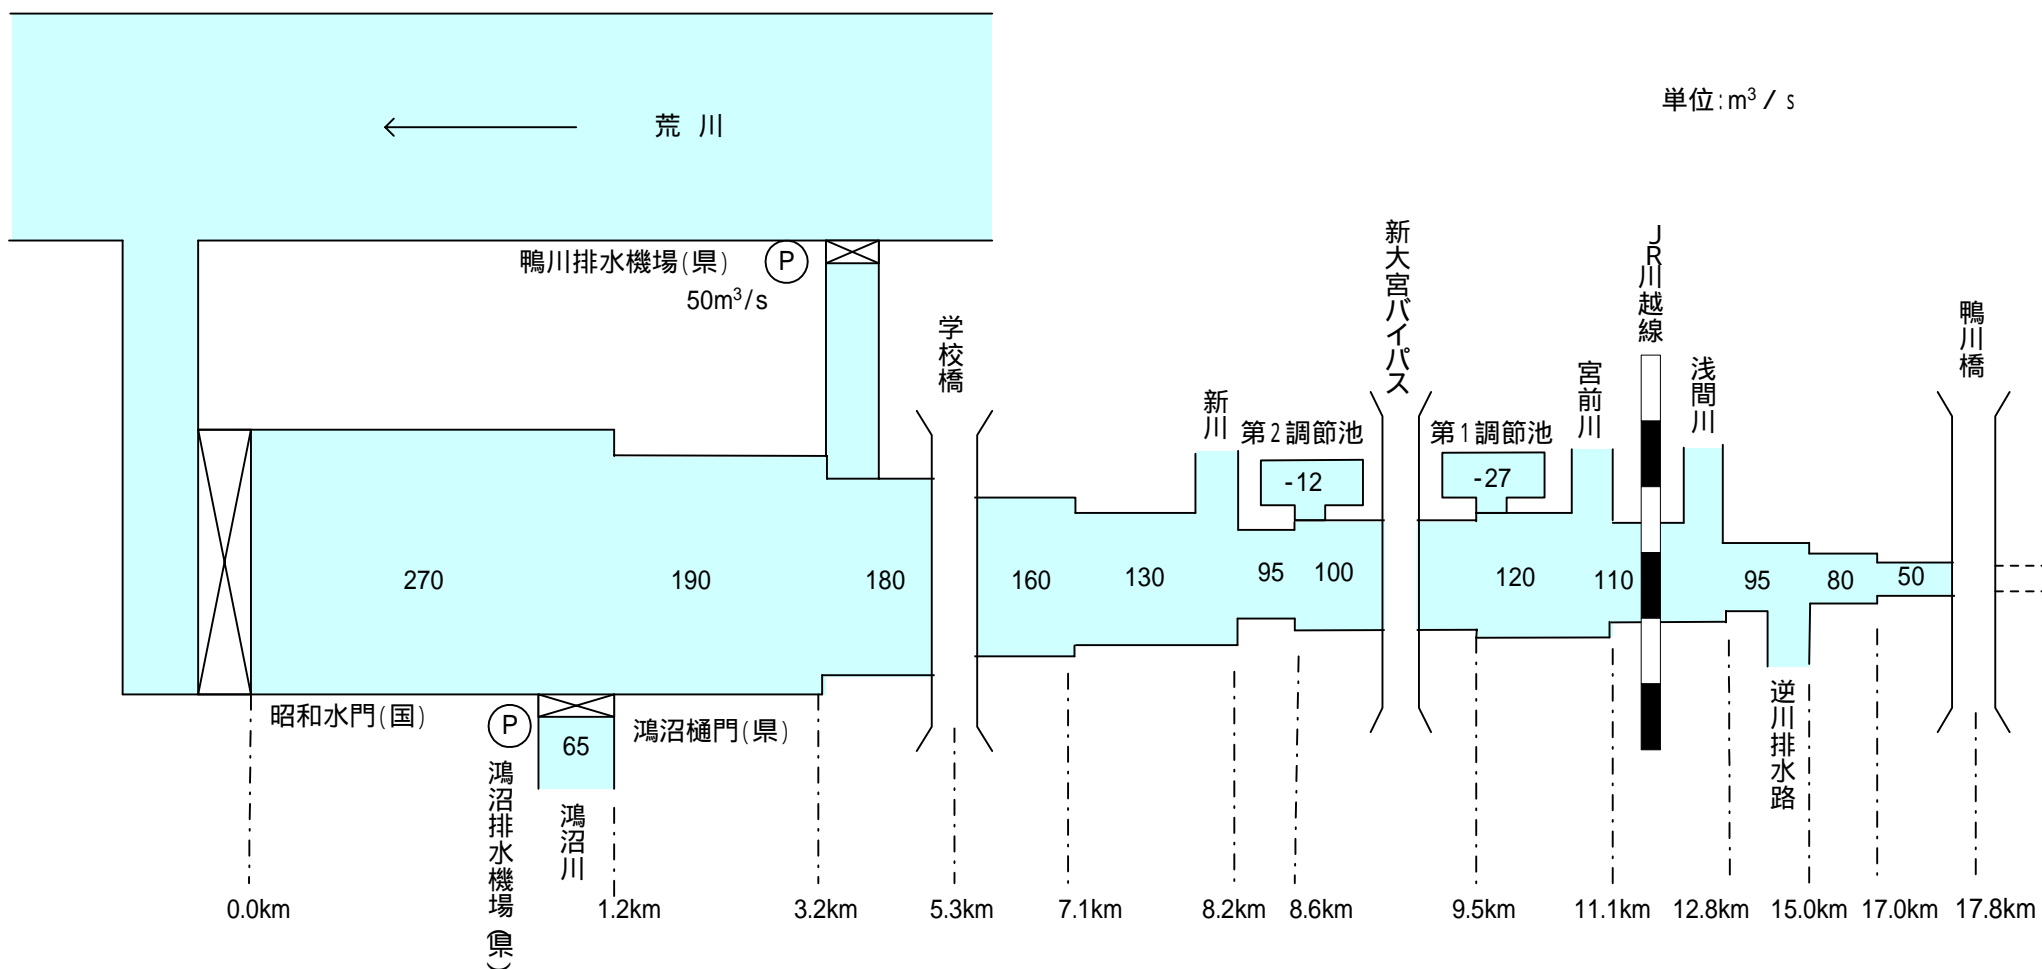 単位:m³/s
荒 川
鴨川排水機場(県)
P
50m³/s
学校橋
新大宮バイパス
JR川越線
鴨川橋
新川
第2調節池
第1調節池
宮前川
浅間川
-12
-27
270
190
180
160
130
95
100
120
110
95
80
50
昭和水門(国)
P
65
鴻沼樋門(県)
鴻沼排水機場(県)
鴻沼川
逆川排水路
0.0km
1.2km
3.2km
5.3km
7.1km
8.2km
8.6km
9.5km
11.1km
12.8km
15.0km
17.0km
17.8km